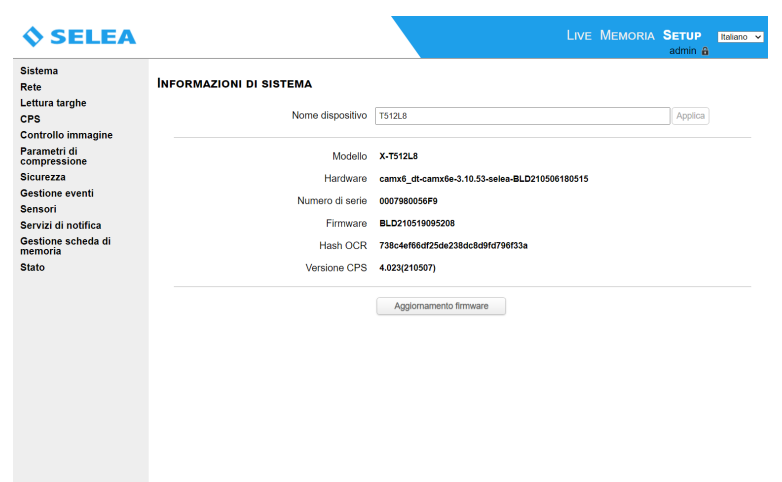 SELEA
LIVE MEMORIA SETUP Italiano
admin
Sistema
Rete
Lettura targhe
CPS
Controllo immagine
Parametri di
compressione
Sicurezza
Gestione eventi
Sensori
Servizi di notifica
Gestione scheda di
memoria
Stato
INFORMAZIONI DI SISTEMA
Nome dispositivo T512L8 Applica
Modello X-T512L8
Hardware camx6_dt-camx6e-3.10.53-selea-BLD210506180515
Numero di serie 0007980056F9
Firmware BLD210519095208
Hash OCR 738c4ef66df25de238dc8d9fd796f33a
Versione CPS 4.023(210507)
Aggiornamento firmware